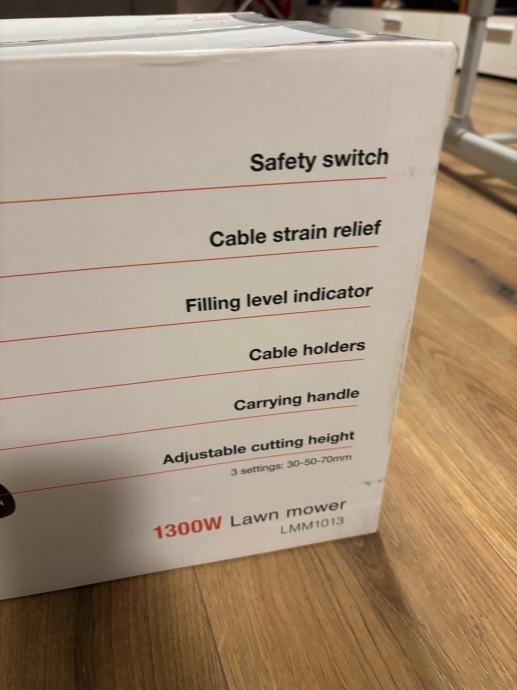 Safety switch
Cable strain relief
Filling level indicator
Cable holders
Carrying handle
Adjustable cutting height
3 settings: 30-50-70mm
1300W Lawn mower
LMM1013